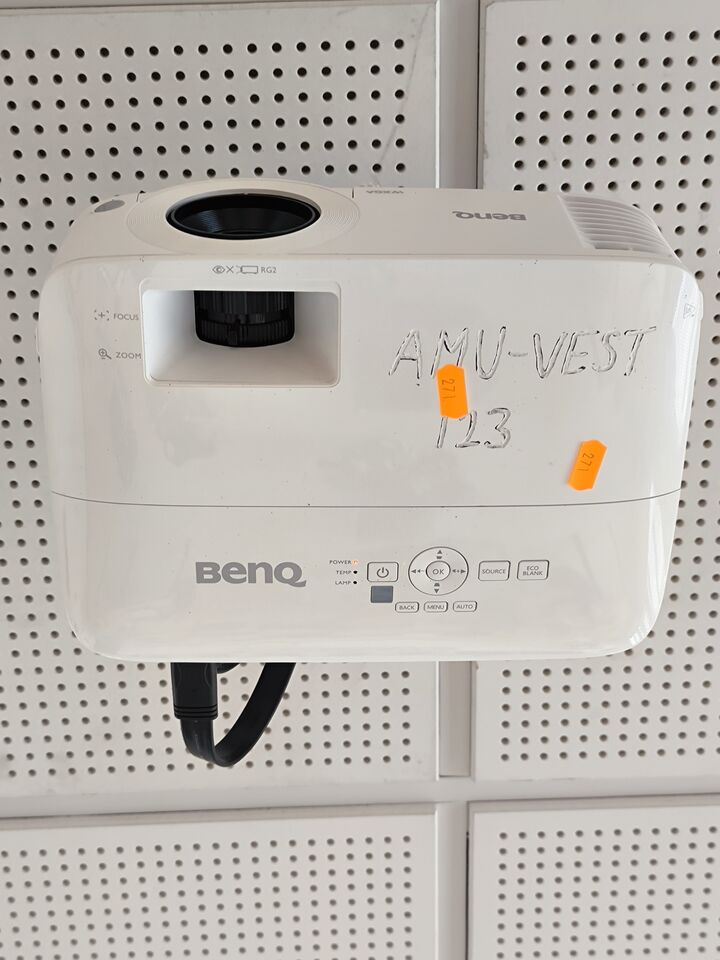 WXGA
BenQ
RG2
FOCUS
ZOOM
AMU-VEST
123
271
271
BenQ
POWER
TEMP
LAMP
OK
SOURCE
ECO
BLANK
BACK
MENU
AUTO